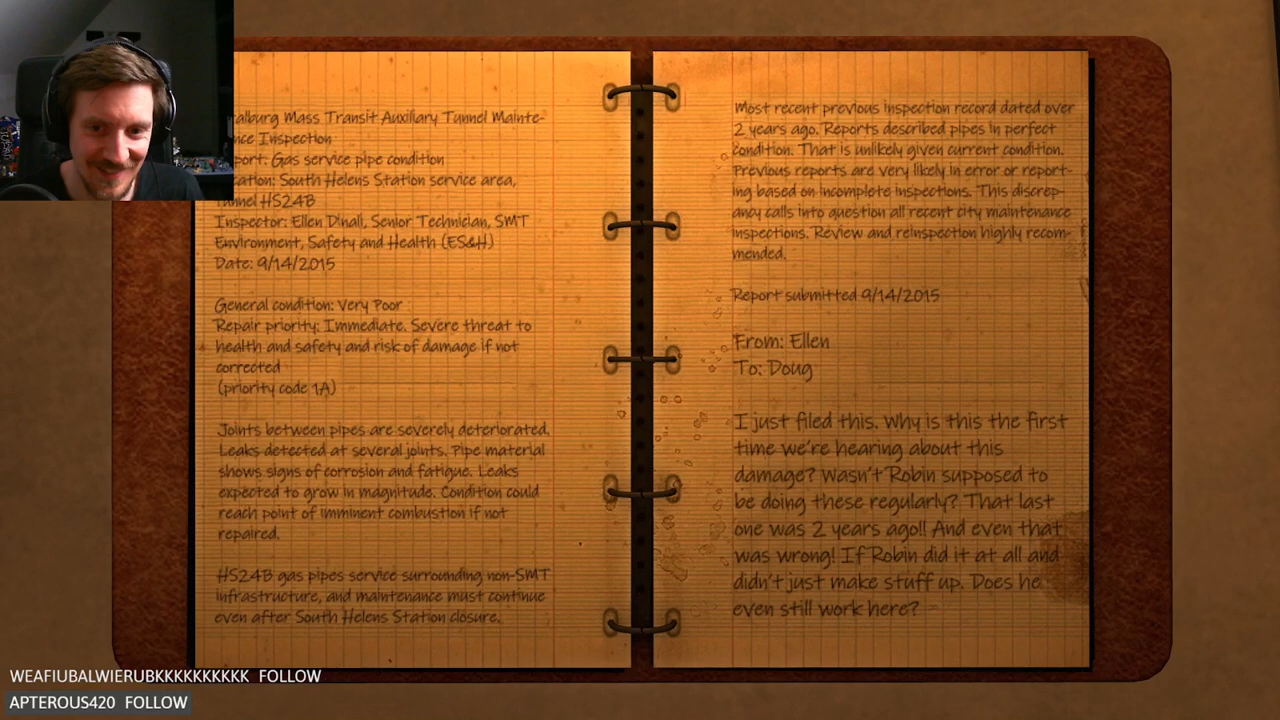 alburg Mass Transit Auxiliary Tunnel Mainte-
nce Inspection
port: Gas service pipe condition
ation: South Helens Station service area,
Tunnel HS24B
Inspector: Ellen Dinali, Senior Technician, SMT
Environment, Safety and Health (ES&H)
Date: 9/14/2015
General condition: Very Poor
Repair priority: Immediate. Severe threat to
health and safety and risk of damage if not
corrected
(priority code 1A)
Joints between pipes are severely deteriorated.
Leaks detected at several joints. Pipe material
shows signs of corrosion and fatigue. Leaks
expected to grow in magnitude. Condition could
reach point of imminent combustion if not
repaired.
HS24B gas pipes service surrounding non-SMT
infrastructure, and maintenance must continue
even after South Helens Station closure.
Most recent previous inspection record dated over
2 years ago. Reports described pipes in perfect
condition. That is unlikely given current condition.
Previous reports are very likely in error or report-
ing based on incomplete inspections. This discrep-
ancy calls into question all recent city maintenance
inspections. Review and reinspection highly recom-
mended.
Report submitted 9/14/2015
From: Ellen
To: Doug
I just filed this. Why is this the first
time we're hearing about this
damage? Wasn't Robin supposed to
be doing these regularly? That last
one was 2 years ago!! And even that
was wrong! If Robin did it at all and
didn't just make stuff up. Does he
even still work here?
WEAFIUBALWIERUBKKKKKKKKKK FOLLOW
APTEROUS420 FOLLOW